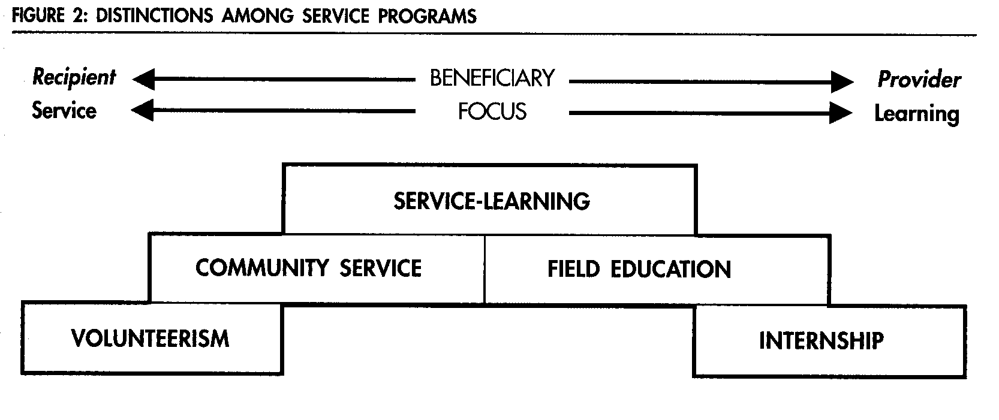 FIGURE 2: DISTINCTIONS AMONG SERVICE PROGRAMS
Recipient BENEFICIARY Provider
Service FOCUS Learning
SERVICE-LEARNING
COMMUNITY SERVICE FIELD EDUCATION
VOLUNTEERISM INTERNSHIP